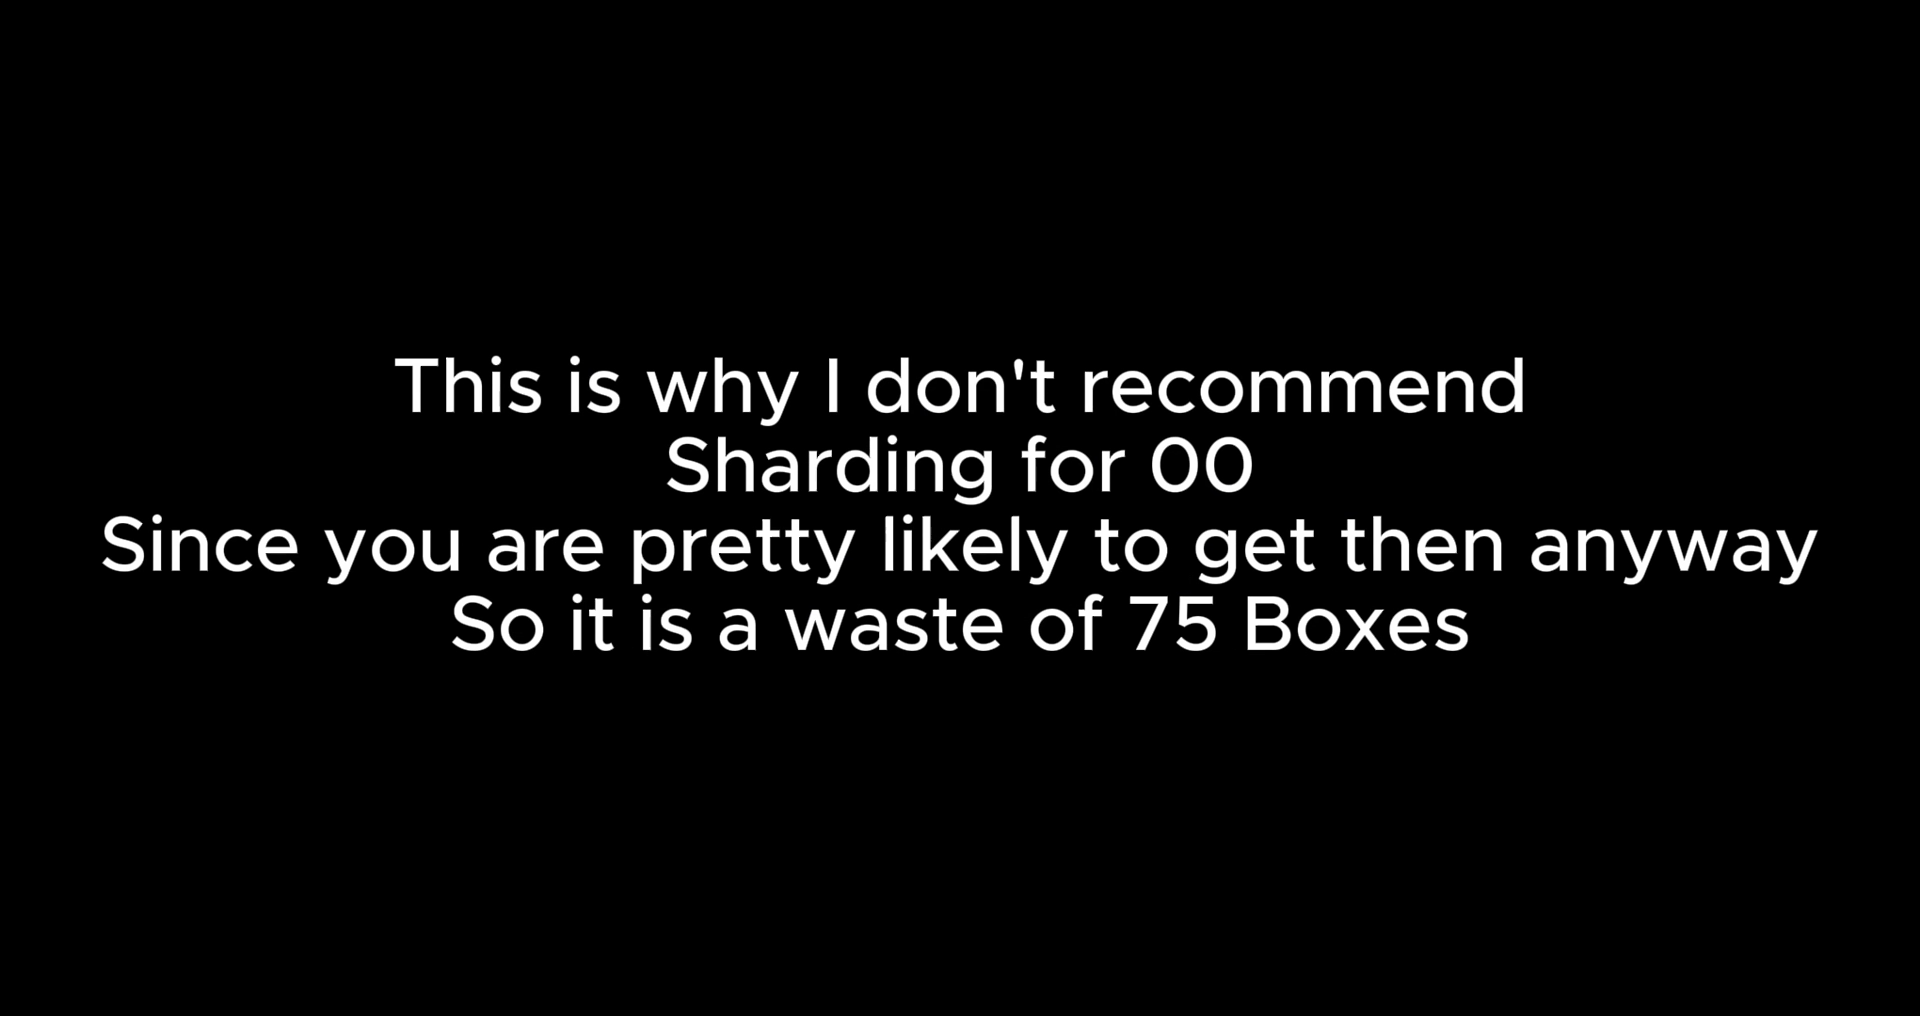 This is why I don't recommend
Sharding for 00
Since you are pretty likely to get then anyway
So it is a waste of 75 Boxes